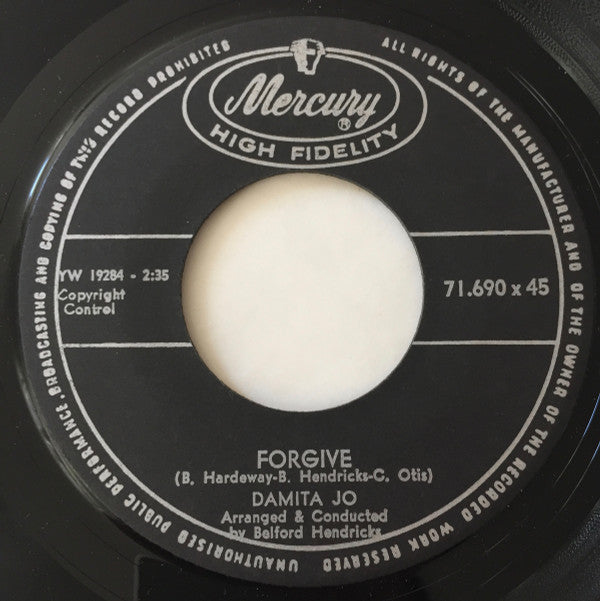 ALL RIGHTS OF THE MANUFACTURER AND OF THE OWNER OF THE RECORDED WORK RESERVED
UNAUTHORISED PUBLIC PERFORMANCE. BROADCASTING AND COPYING OF THIS RECORD PROHIBITED
Mercury
®
HIGH FIDELITY
YW 19284 - 2:35
Copyright
Control
71.690 x 45
FORGIVE
(B. Hardeway-B. Hendricks-C. Otis)
DAMITA JO
Arranged & Conducted
by Belford Hendricks